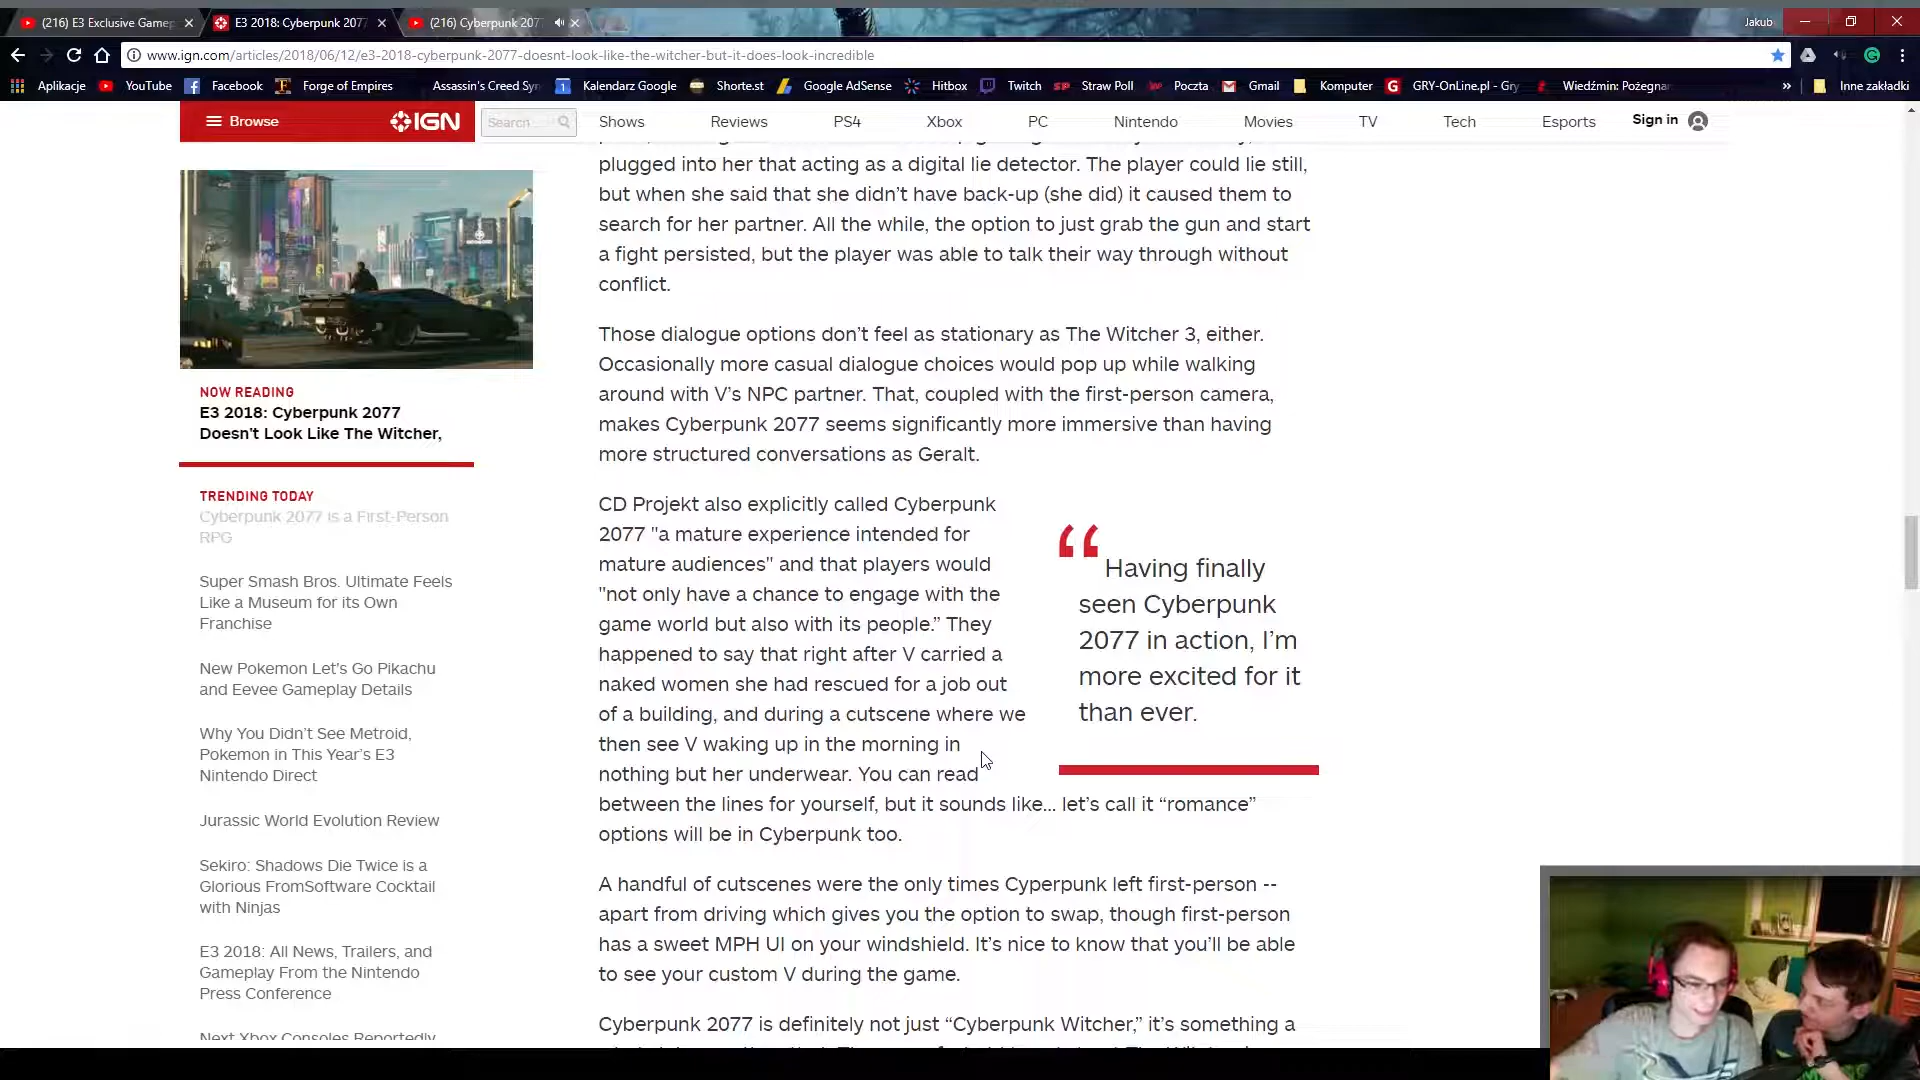 (216) E3 Exclusive Gamep
E3 2018: Cyberpunk 2077
(216) Cyberpunk 207
Jakub
www.ign.com/articles/2018/06/12/e3-2018-cyberpunk-2077-doesnt-look-like-the-witcher-but-it-does-look-incredible
Aplikacje YouTube Facebook Forge of Empires Assassin's Creed Syn Kalendarz Google Shorte.st Google AdSense Hitbox Twitch Straw Poll Poczta Gmail Komputer GRY-OnLine.pl - Gry Wiedźmin: Pożegna » Inne zakładki
Browse IGN Search Shows Reviews PS4 Xbox PC Nintendo Movies TV Tech Esports Sign in
plugged into her that acting as a digital lie detector. The player could lie still,
but when she said that she didn't have back-up (she did) it caused them to
search for her partner. All the while, the option to just grab the gun and start
a fight persisted, but the player was able to talk their way through without
conflict.
Those dialogue options don't feel as stationary as The Witcher 3, either.
Occasionally more casual dialogue choices would pop up while walking
around with V's NPC partner. That, coupled with the first-person camera,
makes Cyberpunk 2077 seems significantly more immersive than having
more structured conversations as Geralt.
CD Projekt also explicitly called Cyberpunk
2077 "a mature experience intended for
mature audiences" and that players would
"not only have a chance to engage with the
game world but also with its people.” They
happened to say that right after V carried a
naked women she had rescued for a job out
of a building, and during a cutscene where we
then see V waking up in the morning in
nothing but her underwear. You can read
between the lines for yourself, but it sounds like... let's call it “romance”
options will be in Cyberpunk too.
“ Having finally
seen Cyberpunk
2077 in action, I'm
more excited for it
than ever.
A handful of cutscenes were the only times Cyperpunk left first-person --
apart from driving which gives you the option to swap, though first-person
has a sweet MPH UI on your windshield. It's nice to know that you'll be able
to see your custom V during the game.
Cyberpunk 2077 is definitely not just “Cyberpunk Witcher,” it's something a
NOW READING
E3 2018: Cyberpunk 2077
Doesn't Look Like The Witcher,
TRENDING TODAY
Cyberpunk 2077 is a First-Person
RPG
Super Smash Bros. Ultimate Feels
Like a Museum for its Own
Franchise
New Pokemon Let's Go Pikachu
and Eevee Gameplay Details
Why You Didn't See Metroid,
Pokemon in This Year's E3
Nintendo Direct
Jurassic World Evolution Review
Sekiro: Shadows Die Twice is a
Glorious FromSoftware Cocktail
with Ninjas
E3 2018: All News, Trailers, and
Gameplay From the Nintendo
Press Conference
Next Xbox Consoles Reportedly